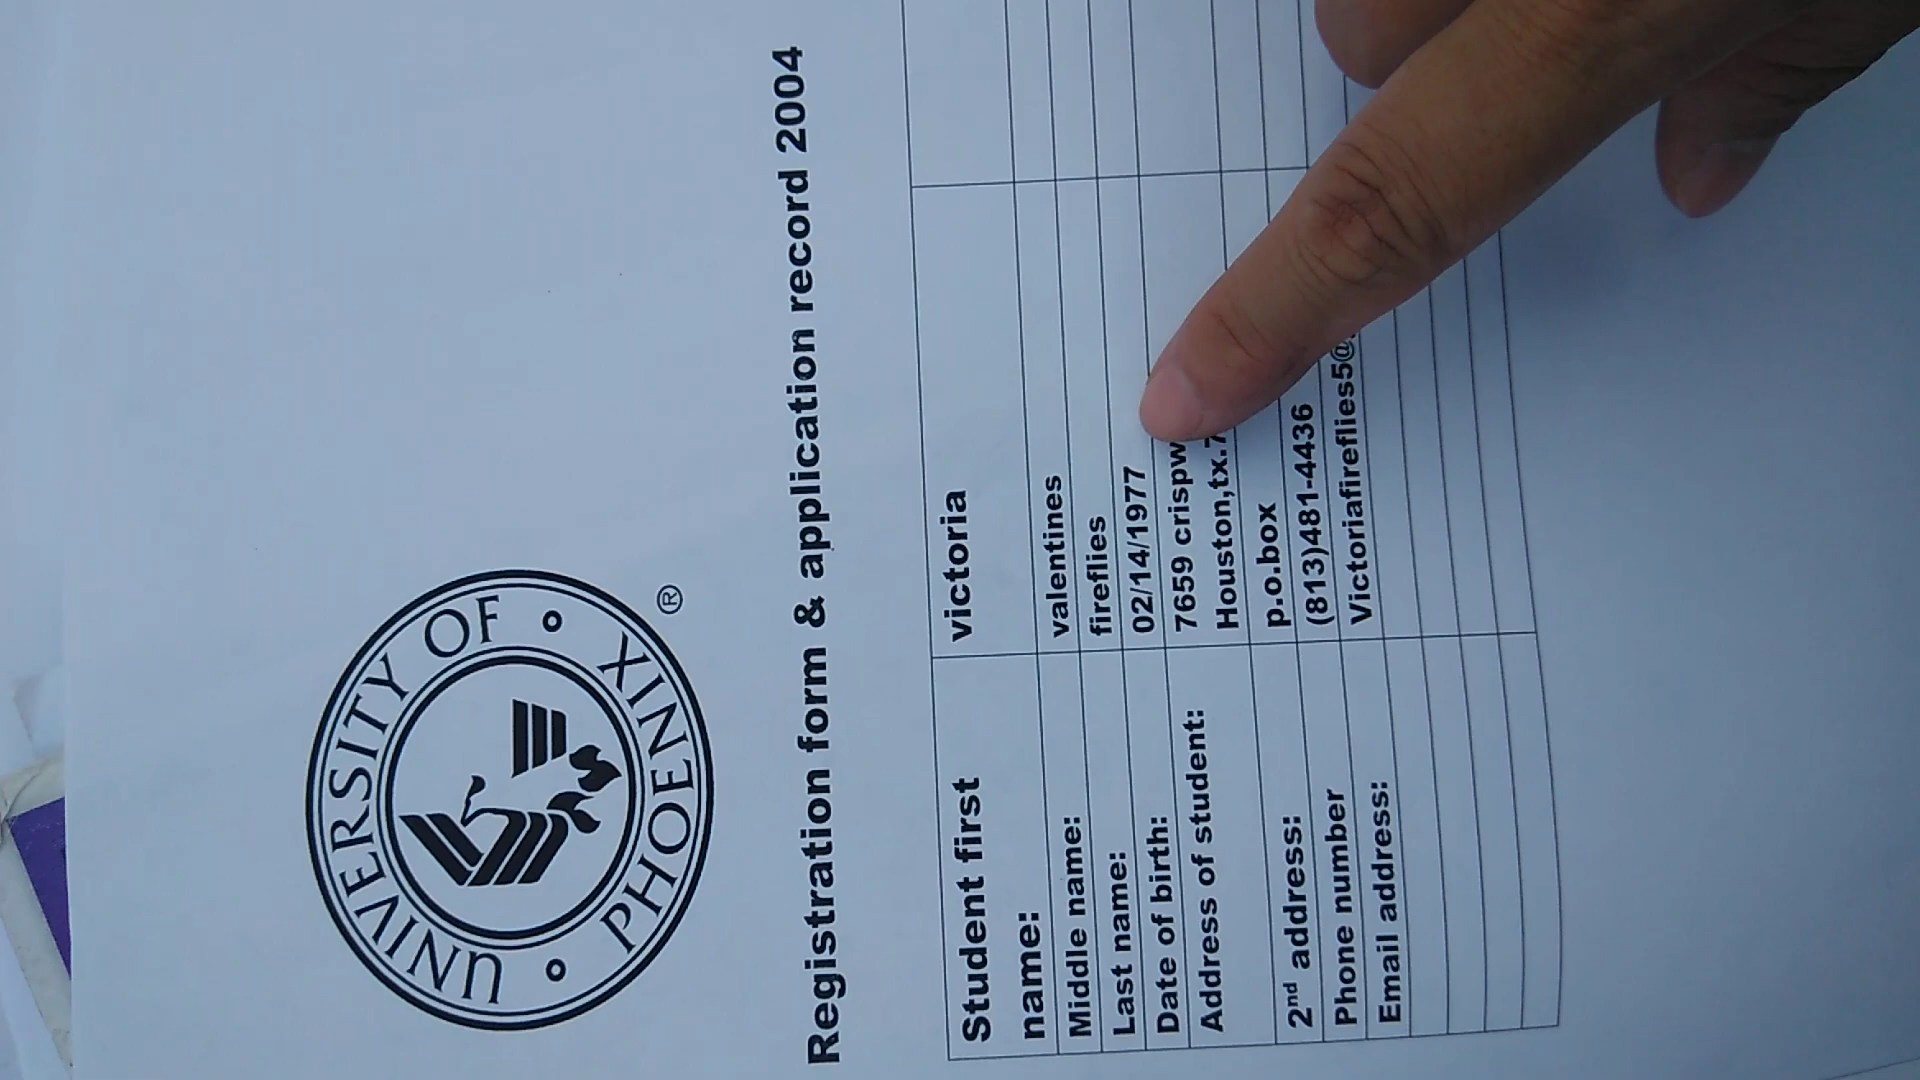 UNIVERSITY OF PHOENIX ®
Registration form & application record 2004
Student first name: victoria
Middle name: valentines
Last name: fireflies
Date of birth: 02/14/1977
Address of student: 7659
Houston,tx.
2nd address: p.o.box
Phone number (813)481-4436
Email address: Victoriafireflies5@